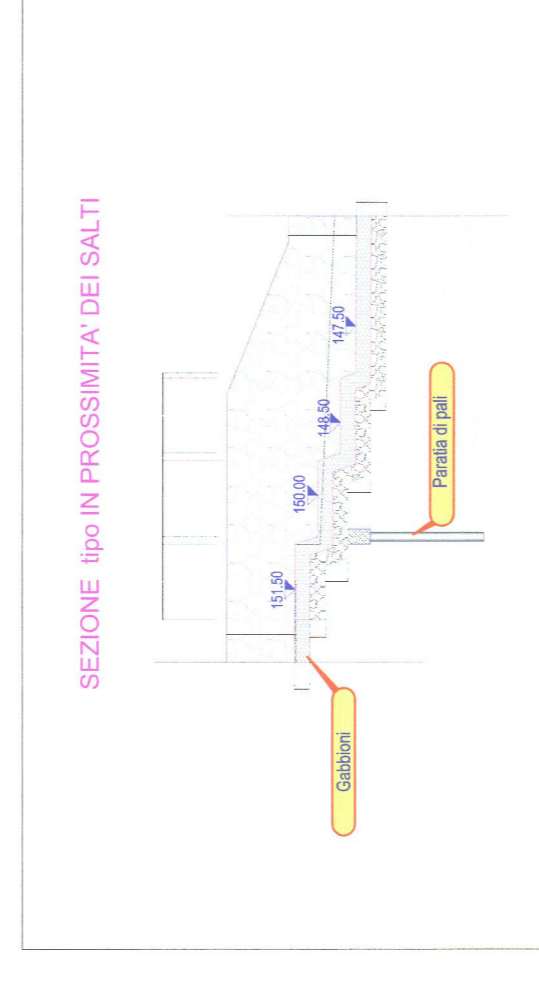 SEZIONE tipo IN PROSSIMITA' DEI SALTI
151.50
150.00
148.50
147.50
Gabbioni
Paratia di pali